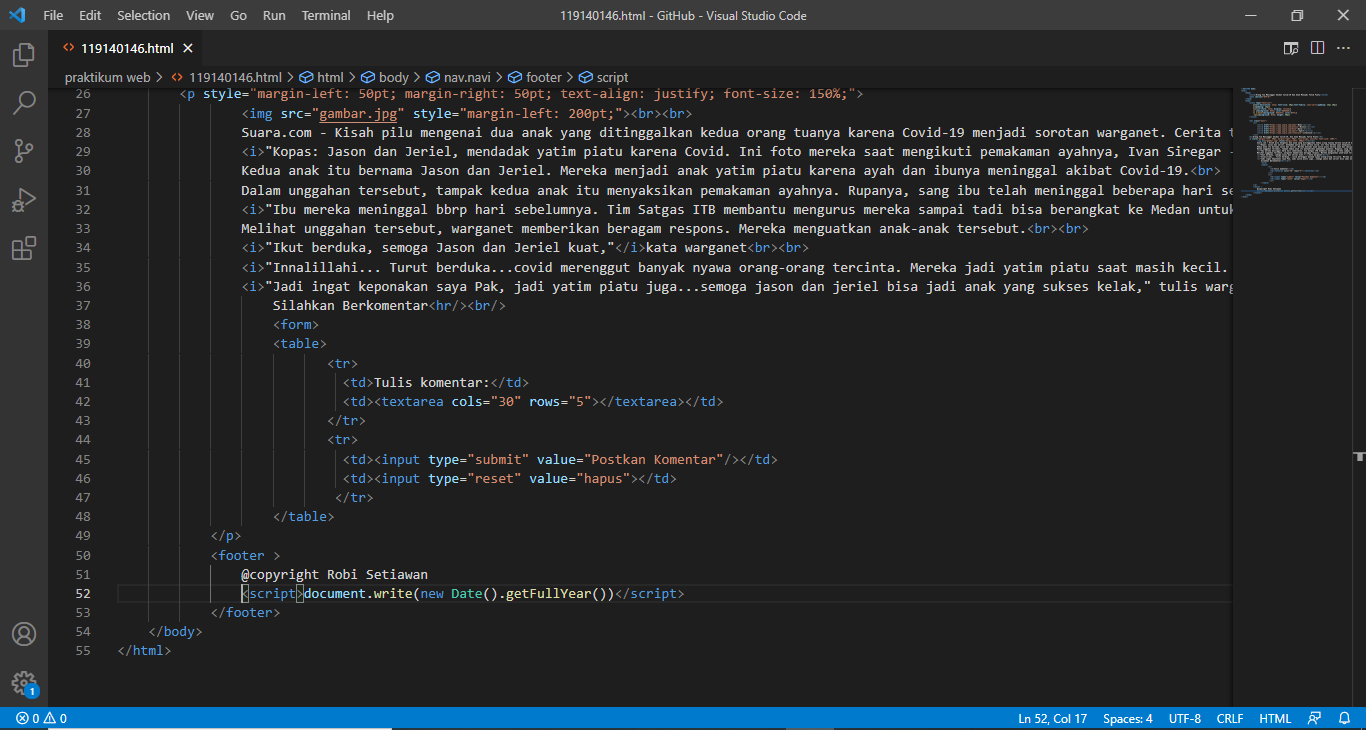 File Edit Selection View Go Run Terminal Help 119140146.html - GitHub - Visual Studio Code
<> 119140146.html ×
praktikum web > <> 119140146.html > html > body > nav.navi > footer > script
26 <p style="margin-left: 50pt; margin-right: 50pt; text-align: justify; font-size: 150%;">
27 <img src="gambar.jpg" style="margin-left: 200pt;"><br><br>
28 Suara.com - Kisah pilu mengenai dua anak yang ditinggalkan kedua orang tuanya karena Covid-19 menjadi sorotan warganet. Cerita t
29 <i>"Kopas: Jason dan Jeriel, mendadak yatim piatu karena Covid. Ini foto mereka saat mengikuti pemakaman ayahnya, Ivan Siregar -
30 Kedua anak itu bernama Jason dan Jeriel. Mereka menjadi anak yatim piatu karena ayah dan ibunya meninggal akibat Covid-19.<br>
31 Dalam unggahan tersebut, tampak kedua anak itu menyaksikan pemakaman ayahnya. Rupanya, sang ibu telah meninggal beberapa hari se
32 <i>"Ibu mereka meninggal bbrp hari sebelumnya. Tim Satgas ITB membantu mengurus mereka sampai tadi bisa berangkat ke Medan untuk
33 Melihat unggahan tersebut, warganet memberikan beragam respons. Mereka menguatkan anak-anak tersebut.<br><br>
34 <i>"Ikut berduka, semoga Jason dan Jeriel kuat,"</i>kata warganet<br><br>
35 <i>"Innalillahi... Turut berduka...covid merenggut banyak nyawa orang-orang tercinta. Mereka jadi yatim piatu saat masih kecil.
36 <i>"Jadi ingat keponakan saya Pak, jadi yatim piatu juga...semoga jason dan jeriel bisa jadi anak yang sukses kelak," tulis warg
37 Silahkan Berkomentar<hr/><br/>
38 <form>
39 <table>
40 <tr>
41 <td>Tulis komentar:</td>
42 <td><textarea cols="30" rows="5"></textarea></td>
43 </tr>
44 <tr>
45 <td><input type="submit" value="Postkan Komentar"/></td>
46 <td><input type="reset" value="hapus"></td>
47 </tr>
48 </table>
49 </p>
50 <footer >
51 @copyright Robi Setiawan
52 <script>document.write(new Date().getFullYear())</script>
53 </footer>
54 </body>
55 </html>
1
0 0 Ln 52, Col 17 Spaces: 4 UTF-8 CRLF HTML